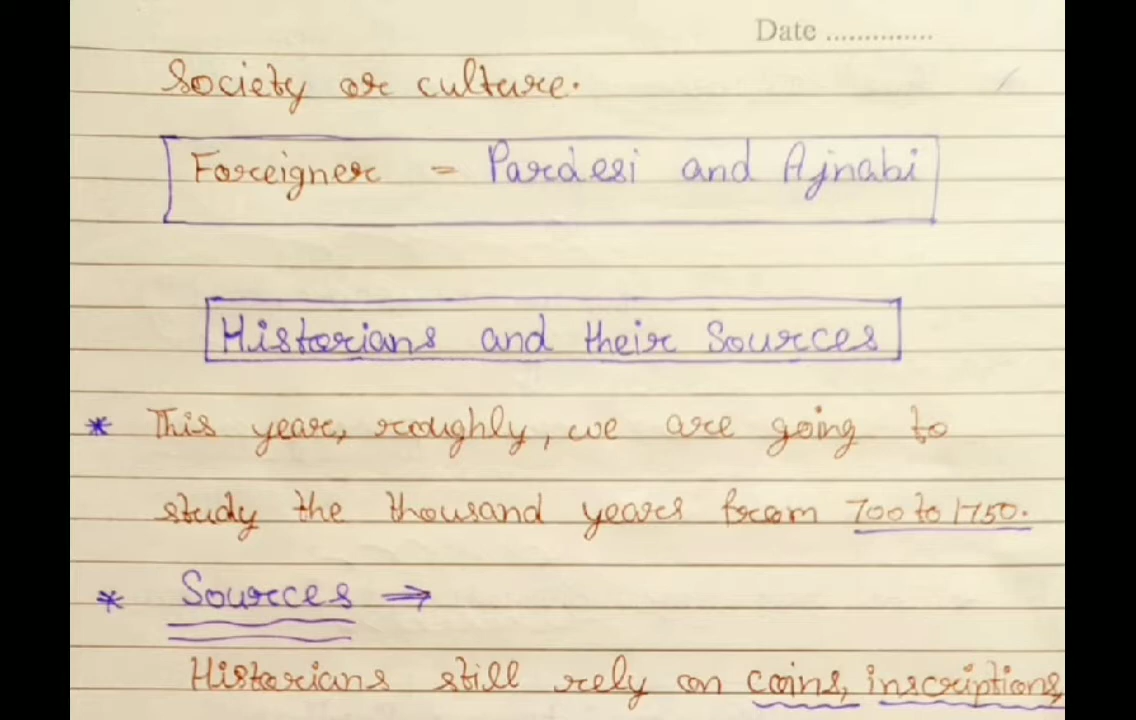 Date ..............
Society or culture.
Foreigner - Pardesi and Ajnabi
Historians and their Sources
* This year, roughly, we are going to
study the thousand years from 700 to 1750.
* Sources ⇒
Historians still rely on coins, inscriptions,